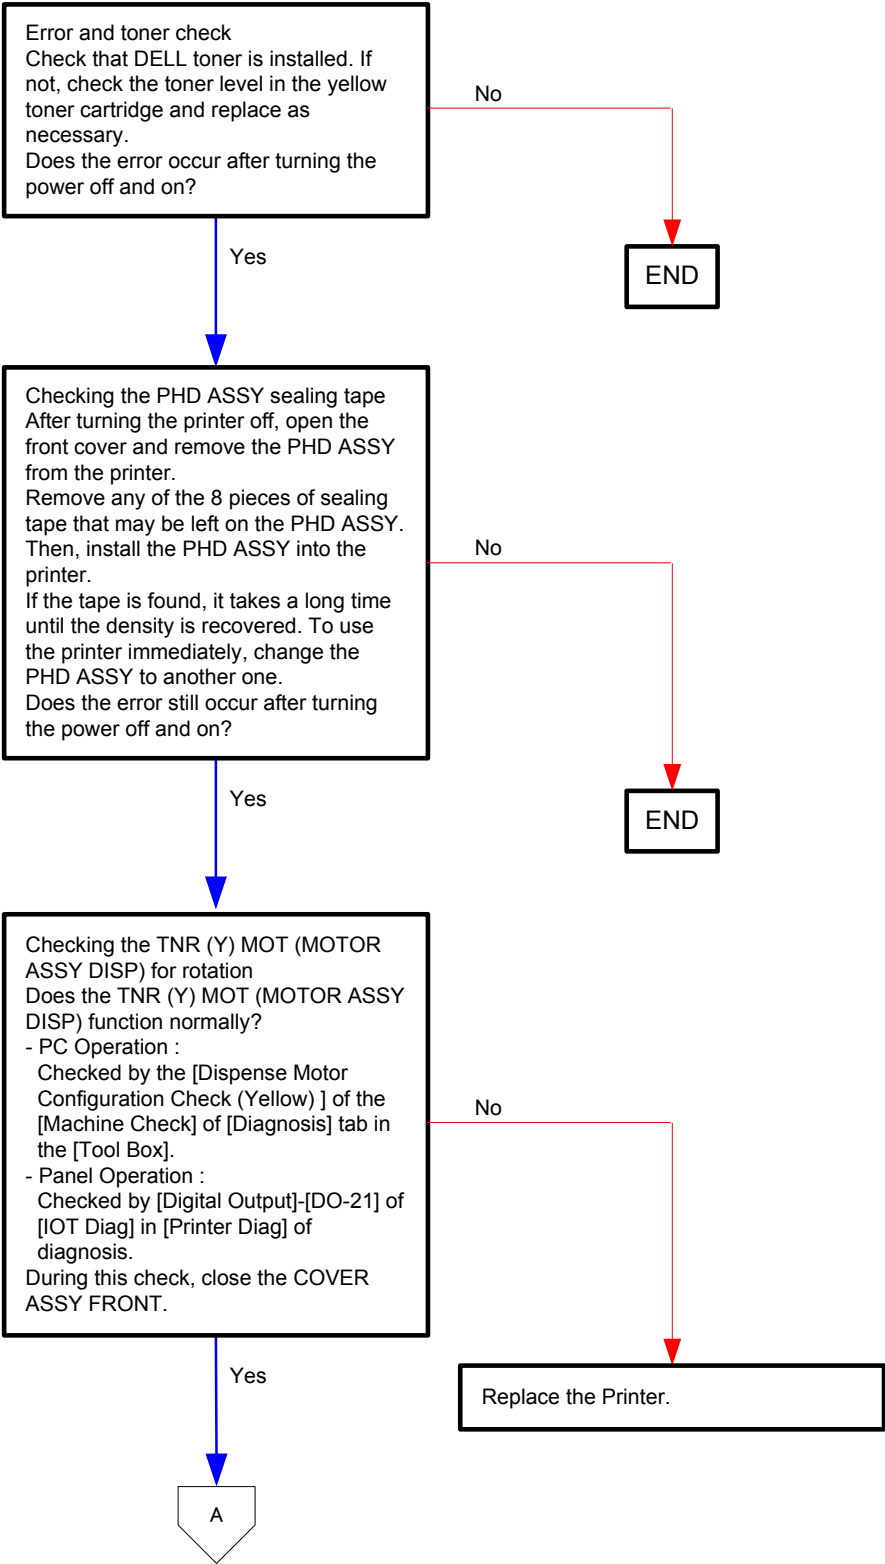 Error and toner check
Check that DELL toner is installed. If
not, check the toner level in the yellow
toner cartridge and replace as
necessary.
Does the error occur after turning the
power off and on?
No
END
Yes
Checking the PHD ASSY sealing tape
After turning the printer off, open the
front cover and remove the PHD ASSY
from the printer.
Remove any of the 8 pieces of sealing
tape that may be left on the PHD ASSY.
Then, install the PHD ASSY into the
printer.
If the tape is found, it takes a long time
until the density is recovered. To use
the printer immediately, change the
PHD ASSY to another one.
Does the error still occur after turning
the power off and on?
No
END
Yes
Checking the TNR (Y) MOT (MOTOR
ASSY DISP) for rotation
Does the TNR (Y) MOT (MOTOR ASSY
DISP) function normally?
- PC Operation :
Checked by the [Dispense Motor
Configuration Check (Yellow) ] of the
[Machine Check] of [Diagnosis] tab in
the [Tool Box].
- Panel Operation :
Checked by [Digital Output]-[DO-21] of
[IOT Diag] in [Printer Diag] of
diagnosis.
During this check, close the COVER
ASSY FRONT.
No
Replace the Printer.
Yes
A